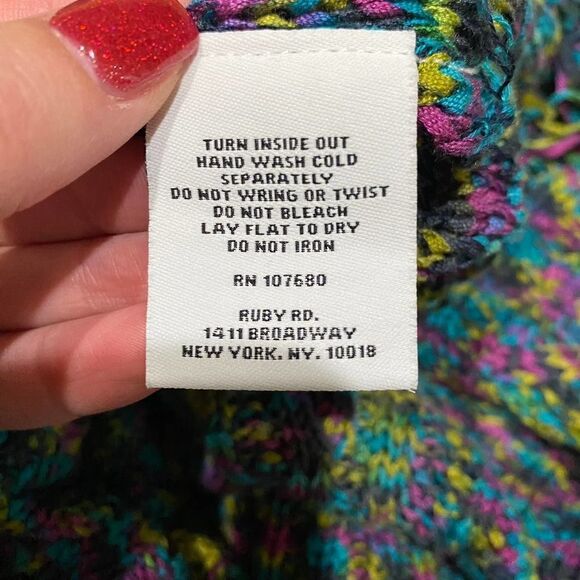 TURN INSIDE OUT
HAND WASH COLD
SEPARATELY
DO NOT WRING OR TWIST
DO NOT BLEACH
LAY FLAT TO DRY
DO NOT IRON
RN 107680
RUBY RD.
1411 BROADWAY
NEW YORK. NY. 10018